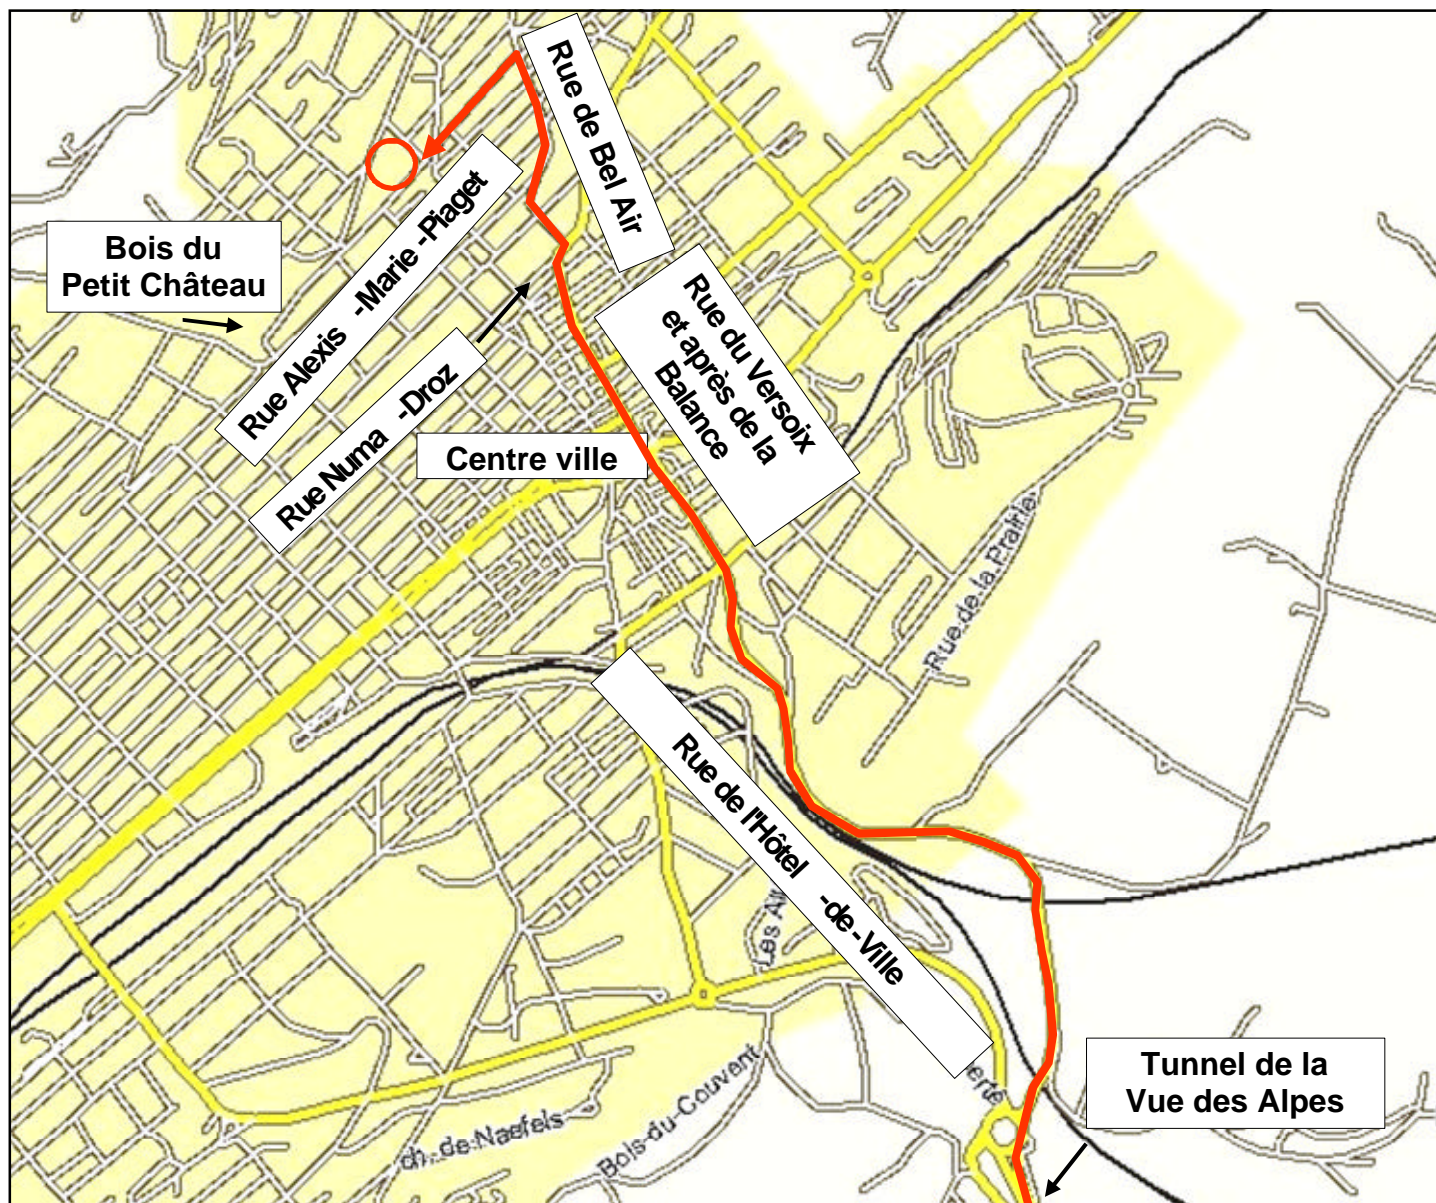 Rue de Bel Air
Bois du
Petit Château
Rue Alexis -Marie -Piaget
Rue Numa -Droz
Rue du Versoix
et après de la
Balance
Centre ville
Rue de la Prairie
Rue de l'Hôtel -de -Ville
Les
Tunnel de la
Vue des Alpes
ch. de Naefels
Bois-du-Couvent